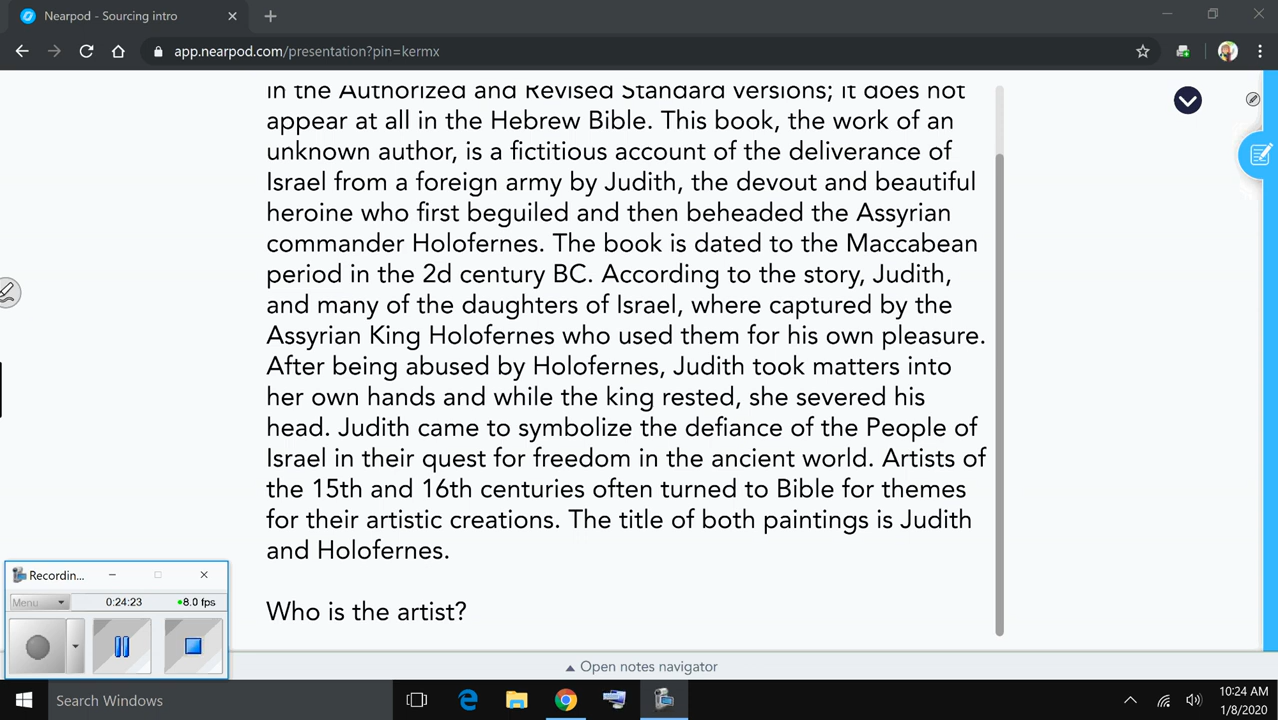 Nearpod - Sourcing intro
app.nearpod.com/presentation?pin=kermx
in the Authorized and Revised Standard versions; it does not
appear at all in the Hebrew Bible. This book, the work of an
unknown author, is a fictitious account of the deliverance of
Israel from a foreign army by Judith, the devout and beautiful
heroine who first beguiled and then beheaded the Assyrian
commander Holofernes. The book is dated to the Maccabean
period in the 2d century BC. According to the story, Judith,
and many of the daughters of Israel, where captured by the
Assyrian King Holofernes who used them for his own pleasure.
After being abused by Holofernes, Judith took matters into
her own hands and while the king rested, she severed his
head. Judith came to symbolize the defiance of the People of
Israel in their quest for freedom in the ancient world. Artists of
the 15th and 16th centuries often turned to Bible for themes
for their artistic creations. The title of both paintings is Judith
and Holofernes.
Who is the artist?
Recordin...
Menu
0:24:23
8.0 fps
Open notes navigator
Search Windows
10:24 AM
1/8/2020